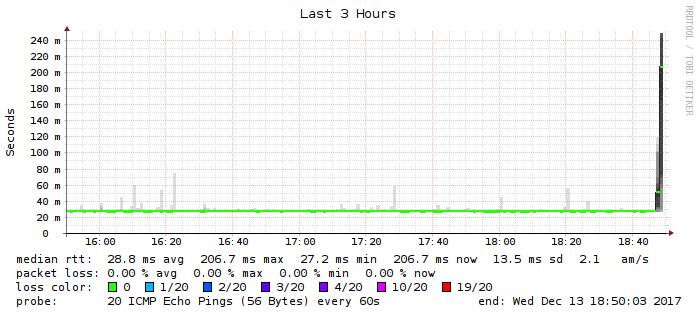 Last 3 Hours
RRDTOOL / TOBI OETIKER
Seconds
240 m
220 m
200 m
180 m
160 m
140 m
120 m
100 m
80 m
60 m
40 m
20 m
0
16:00 16:20 16:40 17:00 17:20 17:40 18:00 18:20 18:40
median rtt: 28.8 ms avg 206.7 ms max 27.2 ms min 206.7 ms now 13.5 ms sd 2.1 am/s
packet loss: 0.00 % avg 0.00 % max 0.00 % min 0.00 % now
loss color: 0 1/20 2/20 3/20 4/20 10/20 19/20
probe: 20 ICMP Echo Pings (56 Bytes) every 60s end: Wed Dec 13 18:50:03 2017